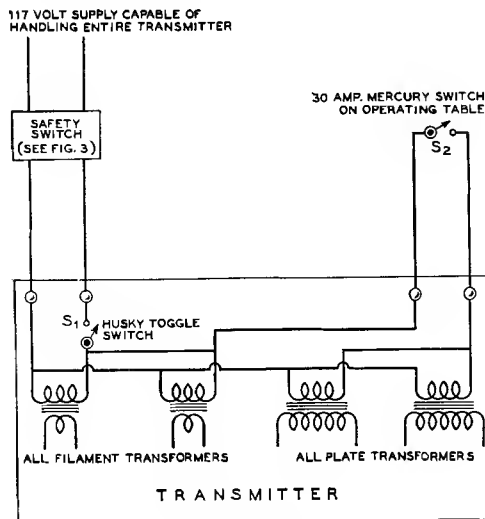 117 VOLT SUPPLY CAPABLE OF
HANDLING ENTIRE TRANSMITTER
SAFETY
SWITCH
(SEE FIG. 3)
30 AMP. MERCURY SWITCH
ON OPERATING TABLE
S2
S1
HUSKY TOGGLE
SWITCH
ALL FILAMENT TRANSFORMERS
ALL PLATE TRANSFORMERS
TRANSMITTER